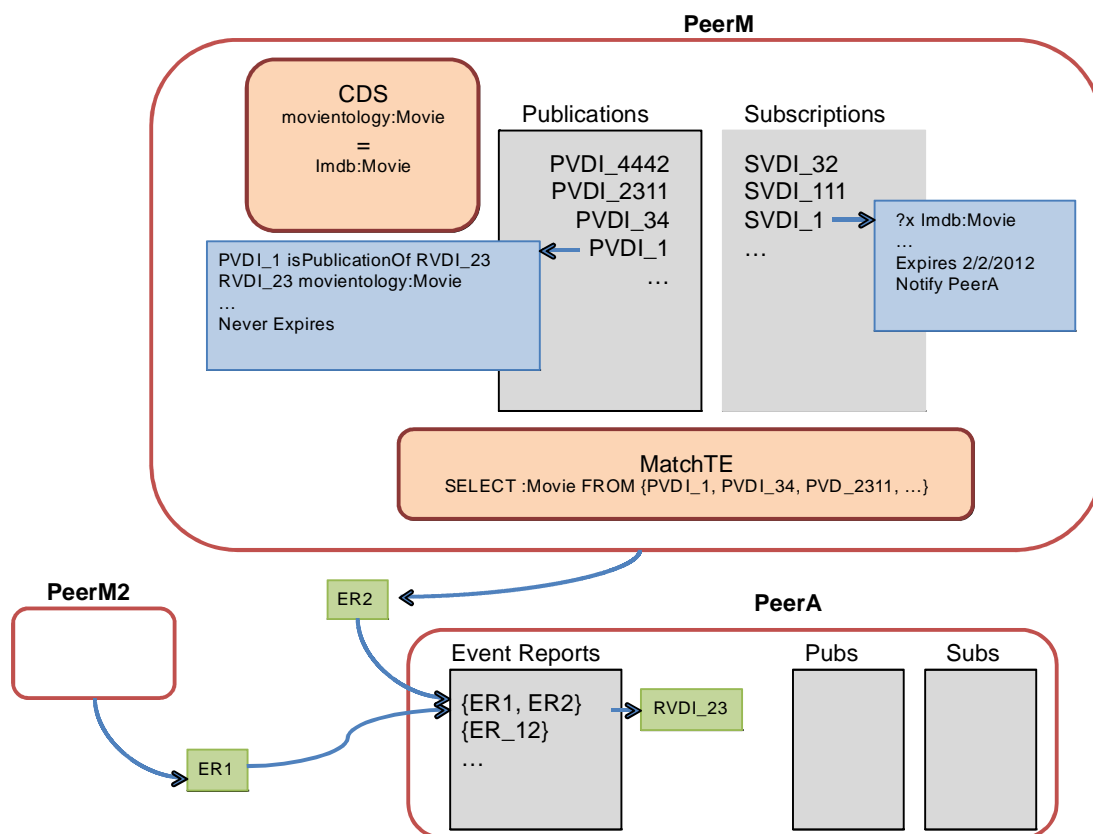 PeerM
CDS
movientology:Movie
=
Imdb:Movie
Publications
PVDI_4442
PVDI_2311
PVDI_34
PVDI_1
…
Subscriptions
SVDI_32
SVDI_111
SVDI_1
…
?x Imdb:Movie
…
Expires 2/2/2012
Notify PeerA
PVDI_1 isPublicationOf RVDI_23
RVDI_23 movientology:Movie
…
Never Expires
MatchTE
SELECT :Movie FROM {PVDI_1, PVDI_34, PVD_2311, …}
PeerM2
ER2
PeerA
Event Reports
{ER1, ER2}
{ER_12}
…
RVDI_23
Pubs
Subs
ER1